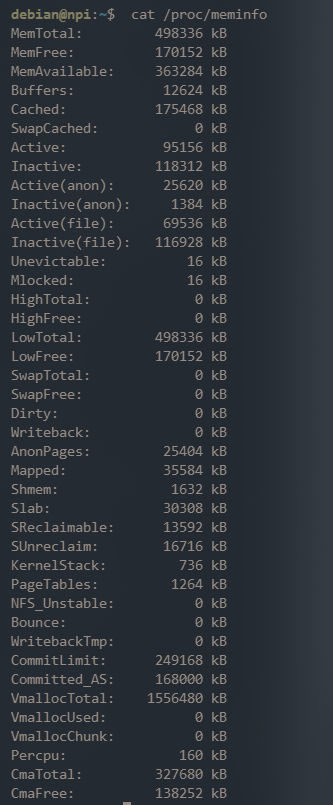 debian@npi:~$ cat /proc/meminfo
MemTotal: 498336 kB
MemFree: 170152 kB
MemAvailable: 363284 kB
Buffers: 12624 kB
Cached: 175468 kB
SwapCached: 0 kB
Active: 95156 kB
Inactive: 118312 kB
Active(anon): 25620 kB
Inactive(anon): 1384 kB
Active(file): 69536 kB
Inactive(file): 116928 kB
Unevictable: 16 kB
Mlocked: 16 kB
HighTotal: 0 kB
HighFree: 0 kB
LowTotal: 498336 kB
LowFree: 170152 kB
SwapTotal: 0 kB
SwapFree: 0 kB
Dirty: 0 kB
Writeback: 0 kB
AnonPages: 25404 kB
Mapped: 35584 kB
Shmem: 1632 kB
Slab: 30308 kB
SReclaimable: 13592 kB
SUnreclaim: 16716 kB
KernelStack: 736 kB
PageTables: 1264 kB
NFS_Unstable: 0 kB
Bounce: 0 kB
WritebackTmp: 0 kB
CommitLimit: 249168 kB
Committed_AS: 168000 kB
VmallocTotal: 1556480 kB
VmallocUsed: 0 kB
VmallocChunk: 0 kB
Percpu: 160 kB
CmaTotal: 327680 kB
CmaFree: 138252 kB